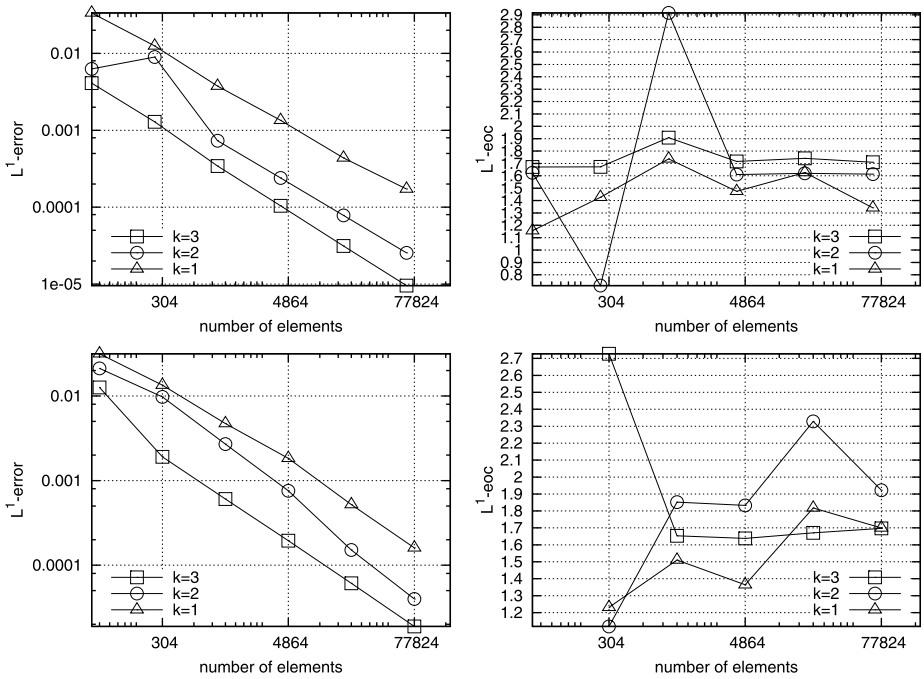 0.01
0.001
0.0001
1e-05
L¹-error
k=3
k=2
k=1
304
4864
77824
number of elements
2.9
2.8
2.7
2.6
2.5
2.4
2.3
2.2
2.1
2
1.9
1.8
1.7
1.6
1.5
1.4
1.3
1.2
1.1
1
0.9
0.8
0.7
L¹-eoc
k=3
k=2
k=1
304
4864
77824
number of elements
0.01
0.001
0.0001
L¹-error
k=3
k=2
k=1
304
4864
77824
number of elements
2.7
2.6
2.5
2.4
2.3
2.2
2.1
2
1.9
1.8
1.7
1.6
1.5
1.4
1.3
1.2
L¹-eoc
k=3
k=2
k=1
304
4864
77824
number of elements